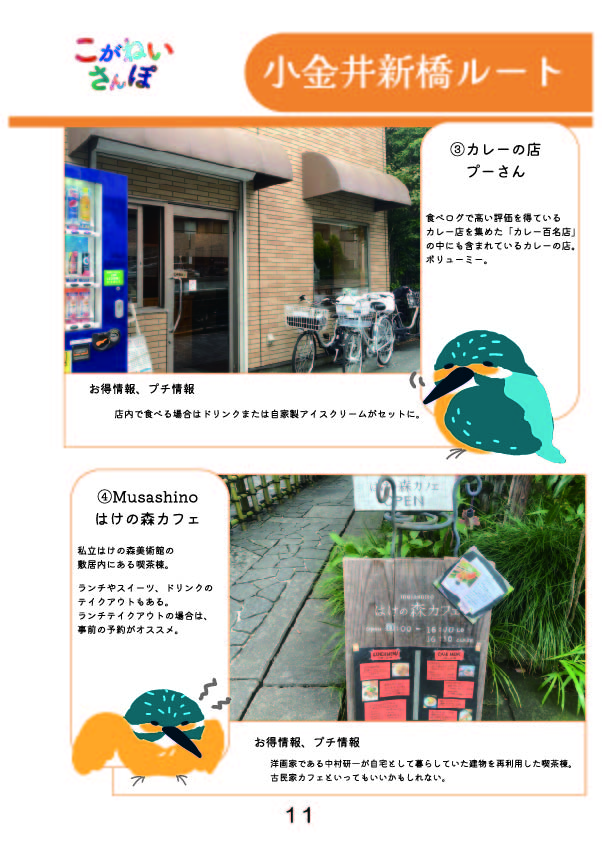 こがねい
さんぽ
小金井新橋ルート
③カレーの店
プーさん
食べログで高い評価を得ている
カレー店を集めた「カレー百名店」
の中にも含まれているカレーの店。
ボリューミー。
お得情報、プチ情報
店内で食べる場合はドリンクまたは自家製アイスクリームがセットに。
④Musashino
はけの森カフェ
私立はけの森美術館の
敷居内にある喫茶棟。
ランチやスイーツ、ドリンクの
テイクアウトもある。
ランチテイクアウトの場合は、
事前の予約がオススメ。
はけの森カフェ
OPEN
はけの森カフェ
お得情報、プチ情報
洋画家である中村研一が自宅として暮らしていた建物を再利用した喫茶棟。
古民家カフェといってもいいかもしれない。
11